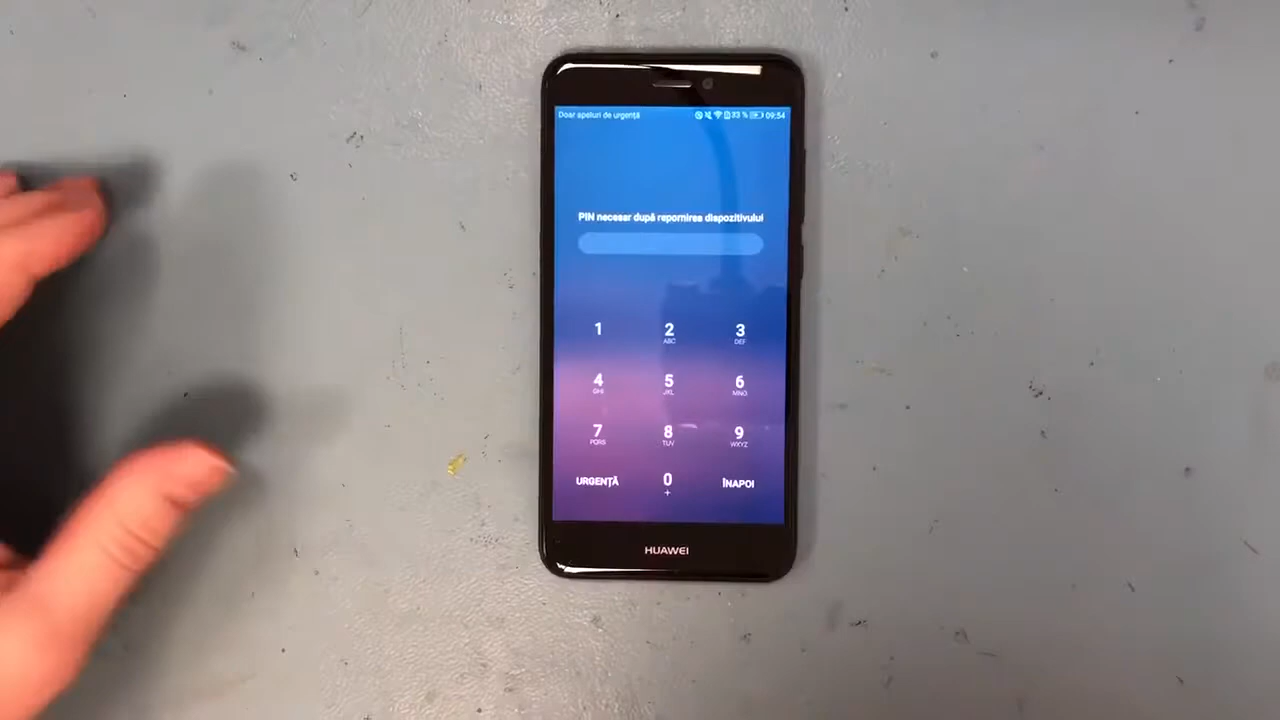 Doar apeluri de urgență 33 % 09:54
PIN necesar după repornirea dispozitivului
1 2 3
ABC DEF
4 5 6
GHI JKL MNO
7 8 9
PQRS TUV WXYZ
URGENȚĂ 0 ÎNAPOI
+
HUAWEI